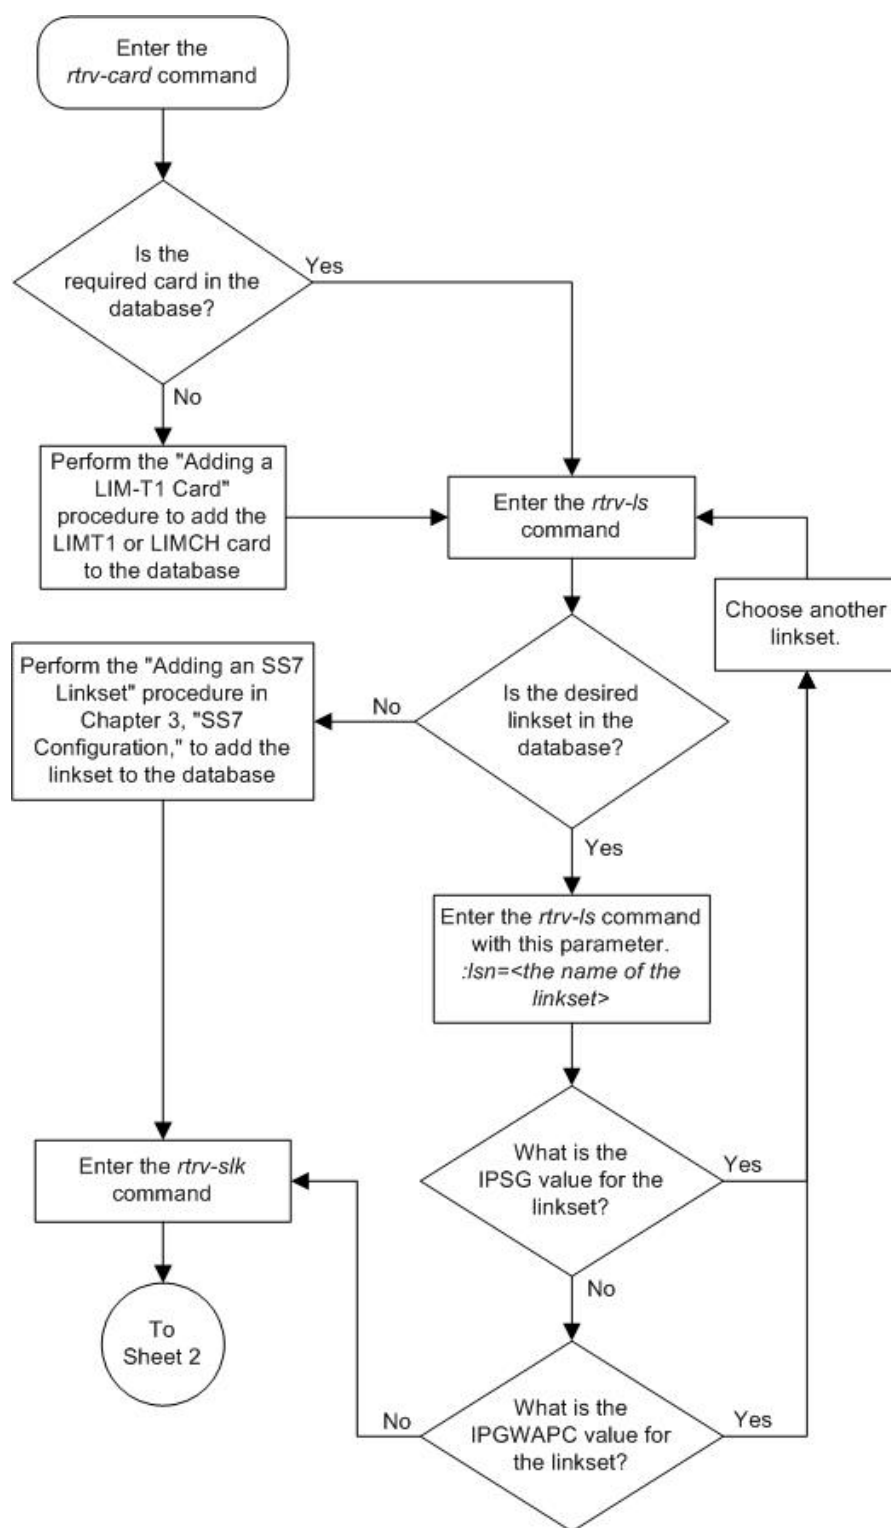 Enter the
rtrv-card command
Is the
required card in the
database?
Yes
No
Perform the "Adding a
LIM-T1 Card"
procedure to add the
LIMT1 or LIMCH card
to the database
Enter the rtrv-ls
command
Choose another
linkset.
Perform the "Adding an SS7
Linkset" procedure in
Chapter 3, "SS7
Configuration," to add the
linkset to the database
No
Is the desired
linkset in the
database?
Yes
Enter the rtrv-ls command
with this parameter.
:lsn=<the name of the
linkset>
What is the
IPSG value for the
linkset?
Yes
No
Enter the rtrv-slk
command
To
Sheet 2
No
What is the
IPGWAPC value for
the linkset?
Yes